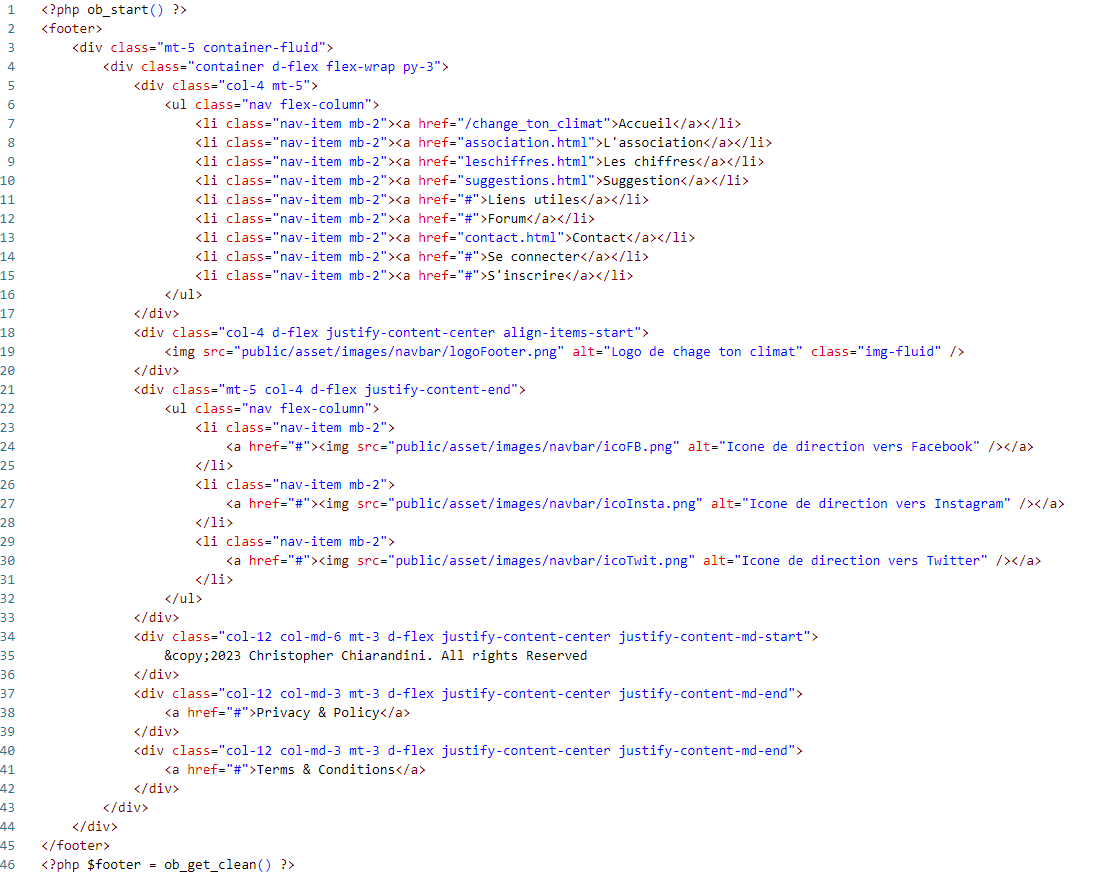 1 <?php ob_start() ?>
2 <footer>
3 <div class="mt-5 container-fluid">
4 <div class="container d-flex flex-wrap py-3">
5 <div class="col-4 mt-5">
6 <ul class="nav flex-column">
7 <li class="nav-item mb-2"><a href="/change_ton_climat">Accueil</a></li>
8 <li class="nav-item mb-2"><a href="association.html">L'association</a></li>
9 <li class="nav-item mb-2"><a href="leschiffres.html">Les chiffres</a></li>
10 <li class="nav-item mb-2"><a href="suggestions.html">Suggestion</a></li>
11 <li class="nav-item mb-2"><a href="#">Liens utiles</a></li>
12 <li class="nav-item mb-2"><a href="#">Forum</a></li>
13 <li class="nav-item mb-2"><a href="contact.html">Contact</a></li>
14 <li class="nav-item mb-2"><a href="#">Se connecter</a></li>
15 <li class="nav-item mb-2"><a href="#">S'inscrire</a></li>
16 </ul>
17 </div>
18 <div class="col-4 d-flex justify-content-center align-items-start">
19 <img src="public/asset/images/navbar/logoFooter.png" alt="Logo de chage ton climat" class="img-fluid" />
20 </div>
21 <div class="mt-5 col-4 d-flex justify-content-end">
22 <ul class="nav flex-column">
23 <li class="nav-item mb-2">
24 <a href="#"><img src="public/asset/images/navbar/icoFB.png" alt="Icone de direction vers Facebook" /></a>
25 </li>
26 <li class="nav-item mb-2">
27 <a href="#"><img src="public/asset/images/navbar/icoInsta.png" alt="Icone de direction vers Instagram" /></a>
28 </li>
29 <li class="nav-item mb-2">
30 <a href="#"><img src="public/asset/images/navbar/icoTwit.png" alt="Icone de direction vers Twitter" /></a>
31 </li>
32 </ul>
33 </div>
34 <div class="col-12 col-md-6 mt-3 d-flex justify-content-center justify-content-md-start">
35 &copy;2023 Christopher Chiarandini. All rights Reserved
36 </div>
37 <div class="col-12 col-md-3 mt-3 d-flex justify-content-center justify-content-md-end">
38 <a href="#">Privacy & Policy</a>
39 </div>
40 <div class="col-12 col-md-3 mt-3 d-flex justify-content-center justify-content-md-end">
41 <a href="#">Terms & Conditions</a>
42 </div>
43 </div>
44 </div>
45 </footer>
46 <?php $footer = ob_get_clean() ?>